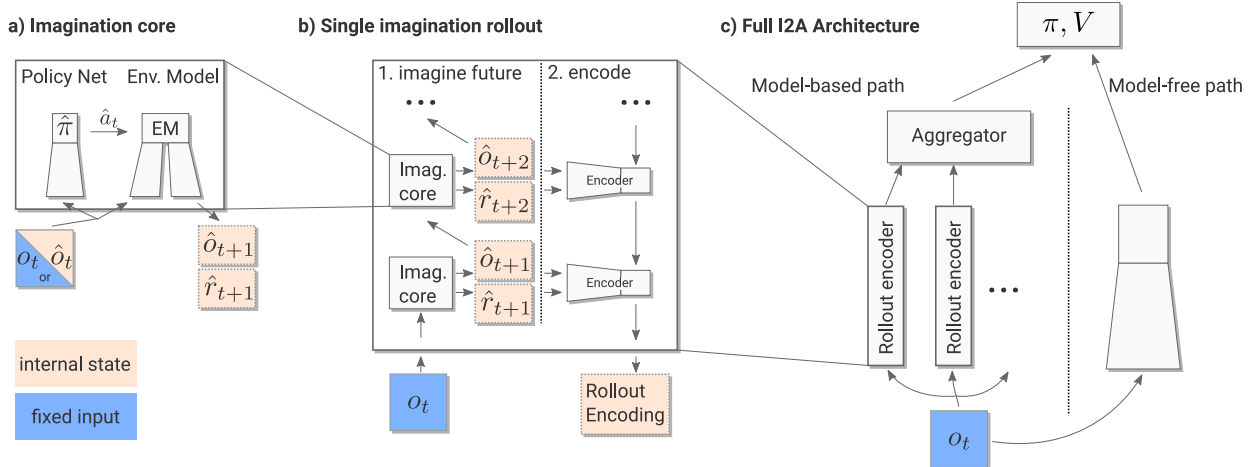 a) Imagination core
Policy Net
Env. Model
π̂
â_t
EM
o_t
or
ô_t
ô_{t+1}
r̂_{t+1}
internal state
fixed input
b) Single imagination rollout
1. imagine future
2. encode
...
...
Imag.
core
ô_{t+2}
r̂_{t+2}
Encoder
Imag.
core
ô_{t+1}
r̂_{t+1}
Encoder
o_t
Rollout
Encoding
c) Full I2A Architecture
π, V
Model-based path
Model-free path
Aggregator
Rollout encoder
Rollout encoder
...
o_t